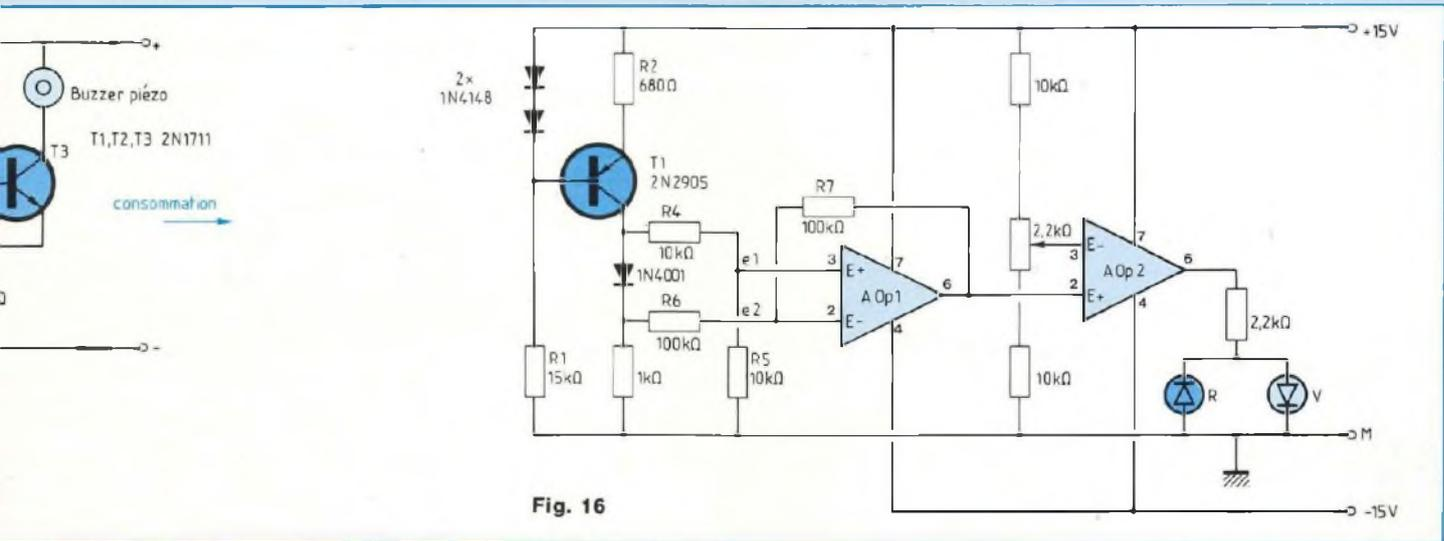 +
Buzzer piézo
T1,T2,T3 2N1711
T3
consommation
-
2x
1N4148
R2
680Ω
T1
2N2905
R4
10kΩ
1N4001
R6
100kΩ
R1
15kΩ
1kΩ
e1
e2
R5
10kΩ
R7
100kΩ
3
E+
7
A Op1
6
2
E-
4
10kΩ
2,2kΩ
10kΩ
E-
3
7
A Op 2
6
2
E+
4
2,2kΩ
R
V
+15V
M
-15V
Fig. 16